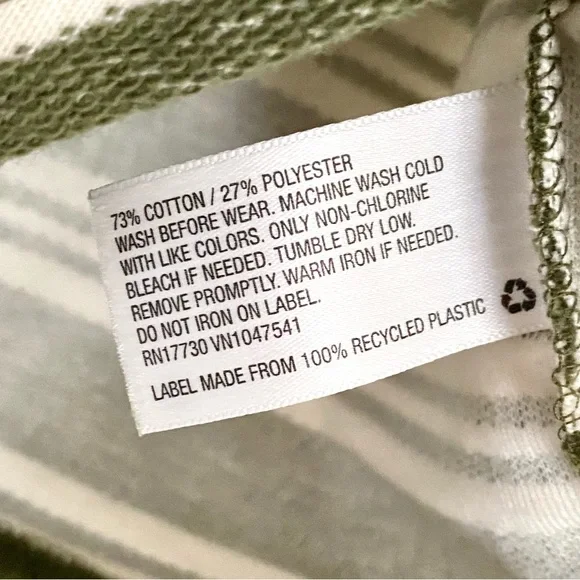 73% COTTON / 27% POLYESTER
WASH BEFORE WEAR. MACHINE WASH COLD
WITH LIKE COLORS. ONLY NON-CHLORINE
BLEACH IF NEEDED. TUMBLE DRY LOW.
REMOVE PROMPTLY. WARM IRON IF NEEDED.
DO NOT IRON ON LABEL.
RN17730 VN1047541
LABEL MADE FROM 100% RECYCLED PLASTIC